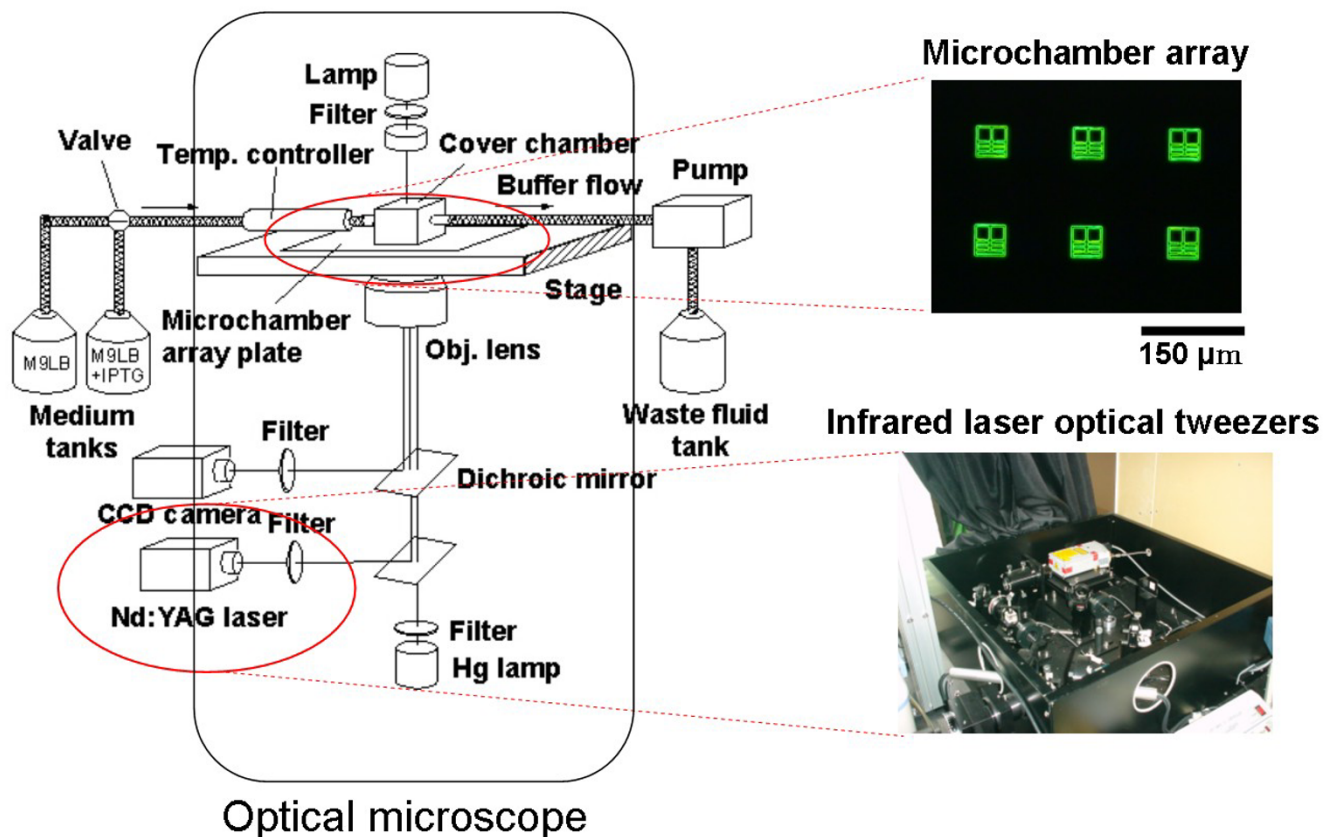 Lamp
Filter
Valve
Temp. controller
Cover chamber
Buffer flow
Pump
Stage
Microchamber
array plate
Obj. lens
M9LB
M9LB
+IPTG
Medium
tanks
Waste fluid
tank
Filter
Dichroic mirror
CCD camera
Filter
Nd:YAG laser
Filter
Hg lamp
Optical microscope
Microchamber array
150 µm
Infrared laser optical tweezers